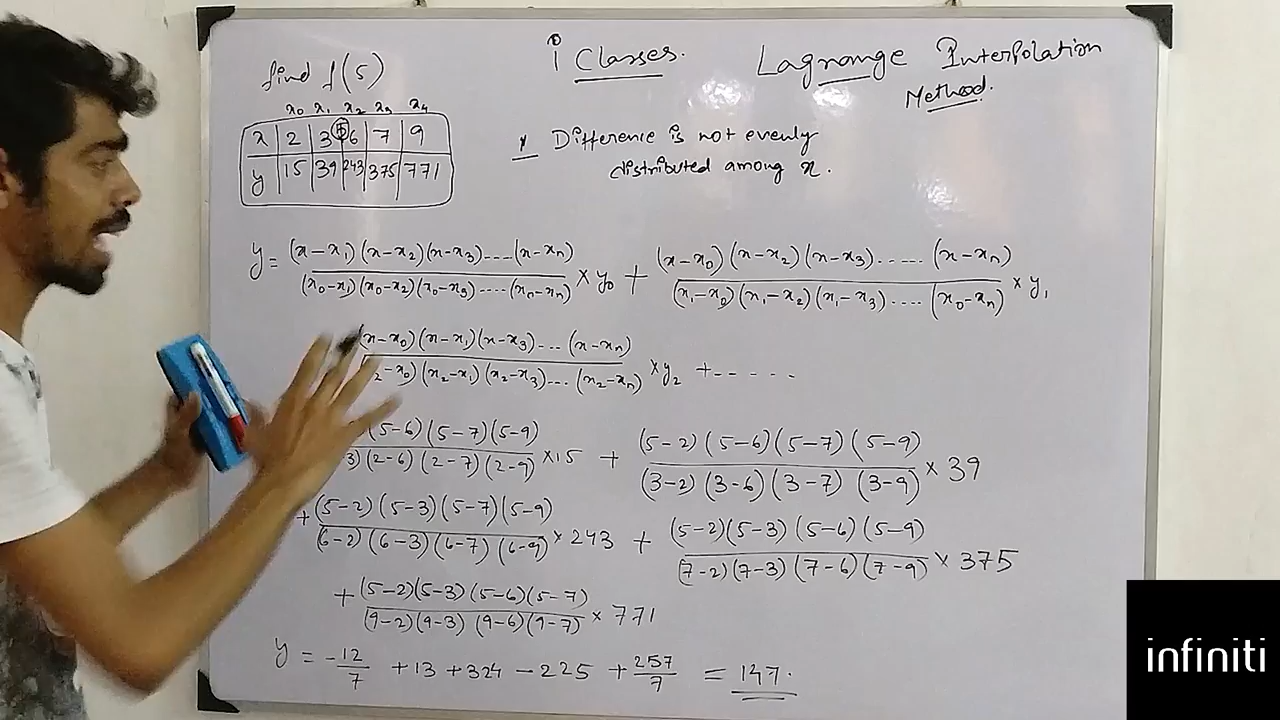 i Classes.
Lagrange Interpolation
Method.
find f(5)
x₀ x₁ x₂ x₃ x₄
x | 2 | 3 | 5 | 6 | 7 | 9
y | 15 | 39 | 243 | 375 | 771
* Difference is not evenly
distributed among x.
y = (x-x₁)(x-x₂)(x-x₃)....(x-xₙ) / (x₀-x₁)(x₀-x₂)(x₀-x₃)....(x₀-xₙ) × y₀ + (x-x₀)(x-x₂)(x-x₃)......(x-xₙ) / (x₁-x₀)(x₁-x₂)(x₁-x₃)....(x₀-xₙ) × y₁
(x-x₀)(x-x₁)(x-x₃)...(x-xₙ) / 2-x₀)(x₂-x₁)(x₂-x₃)...(x₂-xₙ) × y₂ + - - - - -
(5-6)(5-7)(5-9) / 3)(2-6)(2-7)(2-9) × 15 + (5-2)(5-6)(5-7)(5-9) / (3-2)(3-6)(3-7)(3-9) × 39
+ (5-2)(5-3)(5-7)(5-9) / (6-2)(6-3)(6-7)(6-9) × 243 + (5-2)(5-3)(5-6)(5-9) / (7-2)(7-3)(7-6)(7-9) × 375
+ (5-2)(5-3)(5-6)(5-7) / (9-2)(9-3)(9-6)(9-7) × 771
y = -12/7 + 13 + 324 - 225 + 257/7 = 147.
infiniti